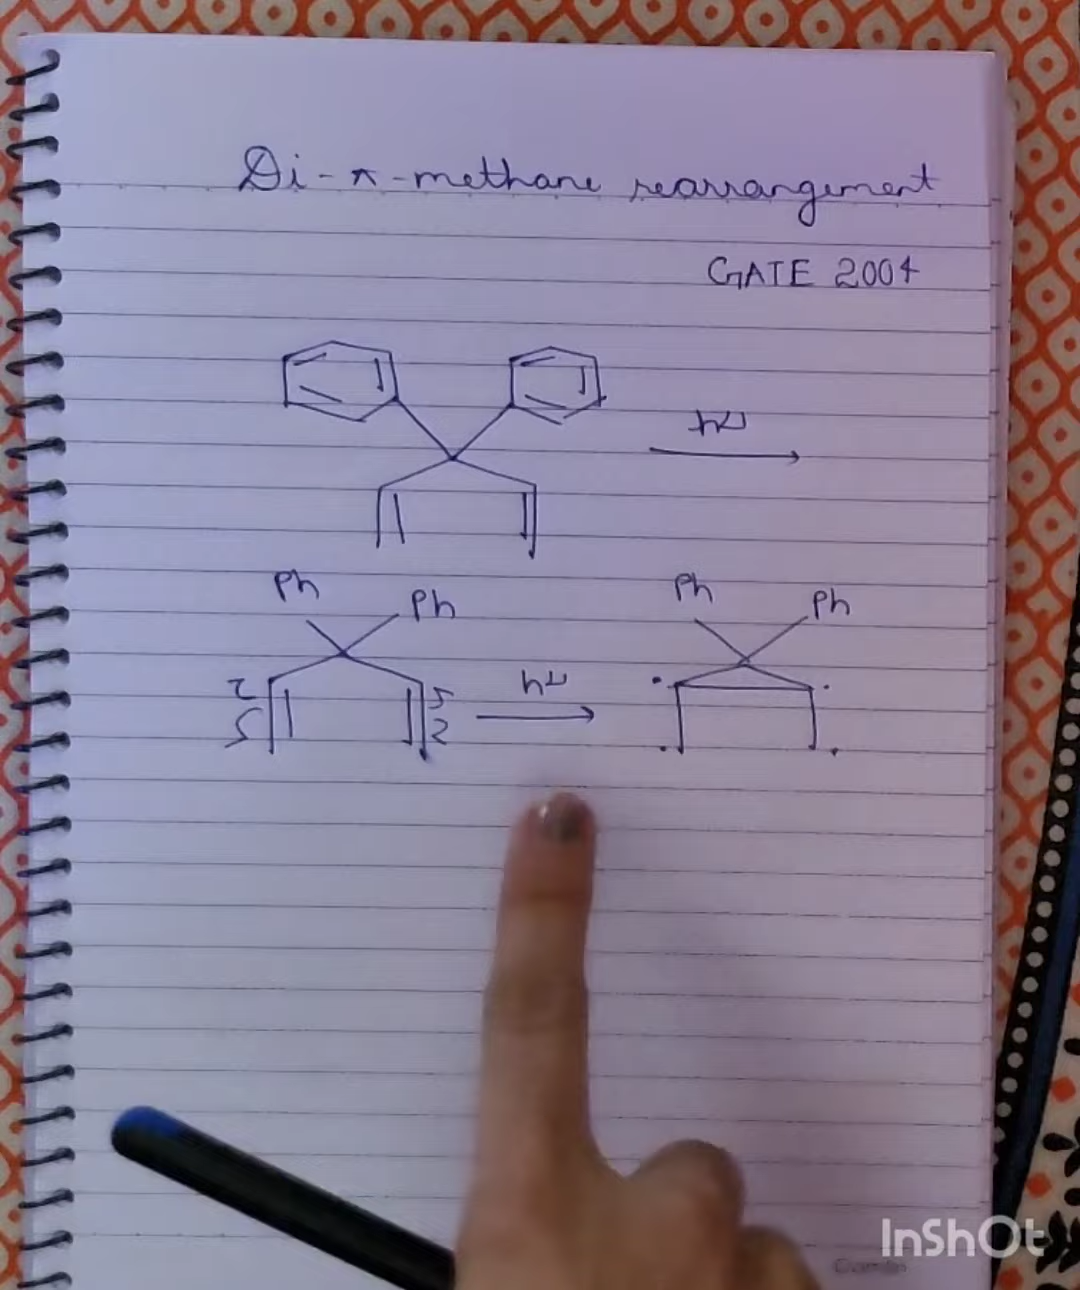 Di-π-methane rearrangement
GATE 2004
hν
Ph Ph
hν
Ph Ph
InShOt